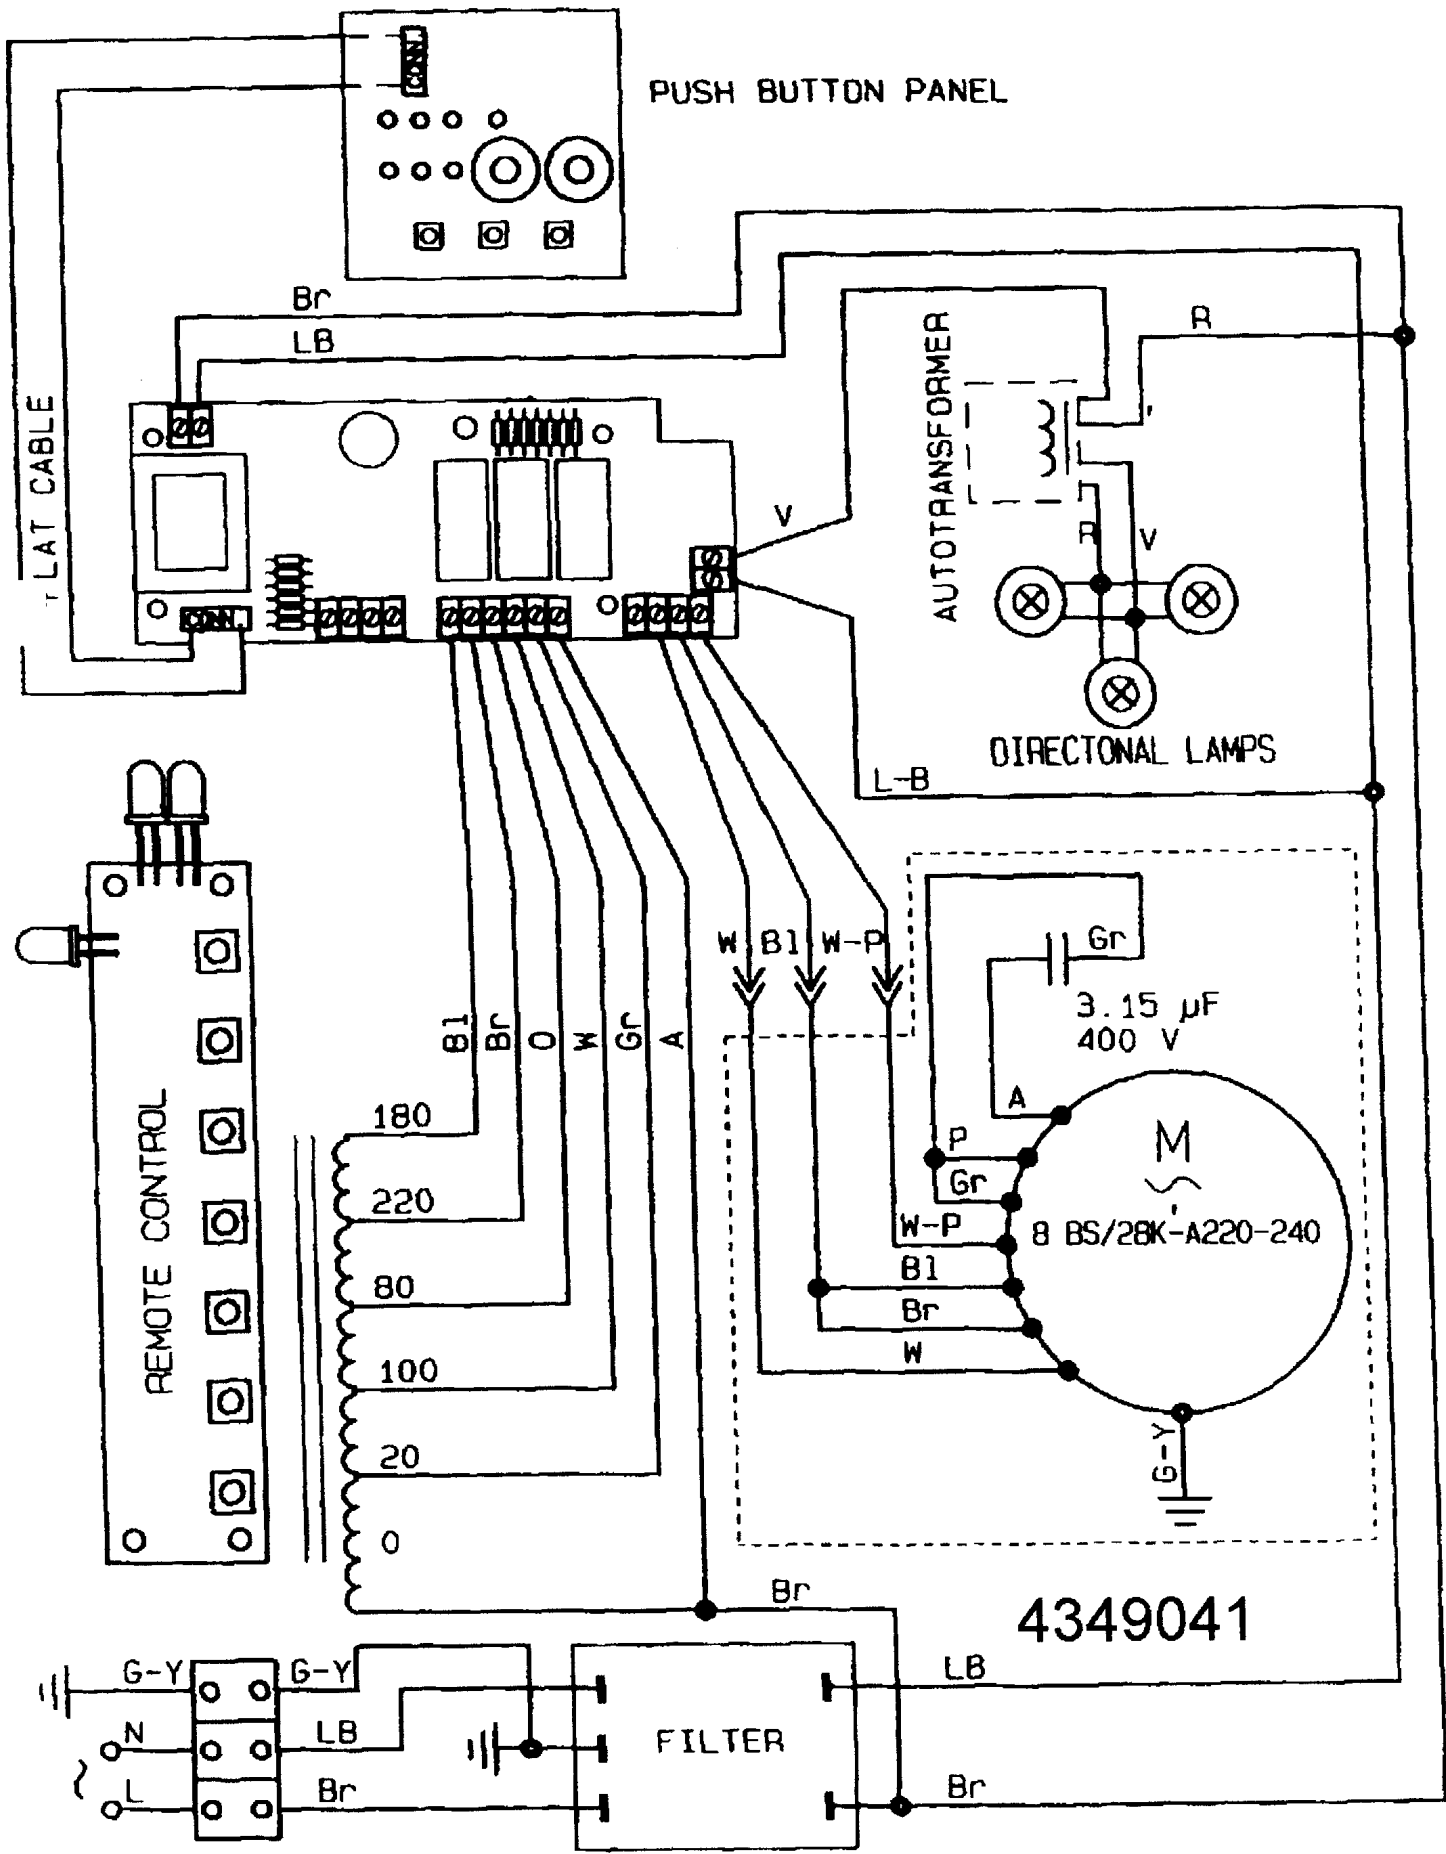 CONN.
PUSH BUTTON PANEL
Br
LB
R
AUTOTRANSFORMER
LAT CABLE
V
R
V
CONN.
DIRECTONAL LAMPS
L-B
W
Bl
W-P
Gr
3.15 µF
400 V
Bl
Br
O
W
Gr
A
REMOTE CONTROL
180
220
80
100
20
0
A
P
Gr
W-P
Bl
Br
W
M
8 BS/28K-A220-240
G-Y
Br
4349041
G-Y
G-Y
N
LB
L
Br
FILTER
LB
Br